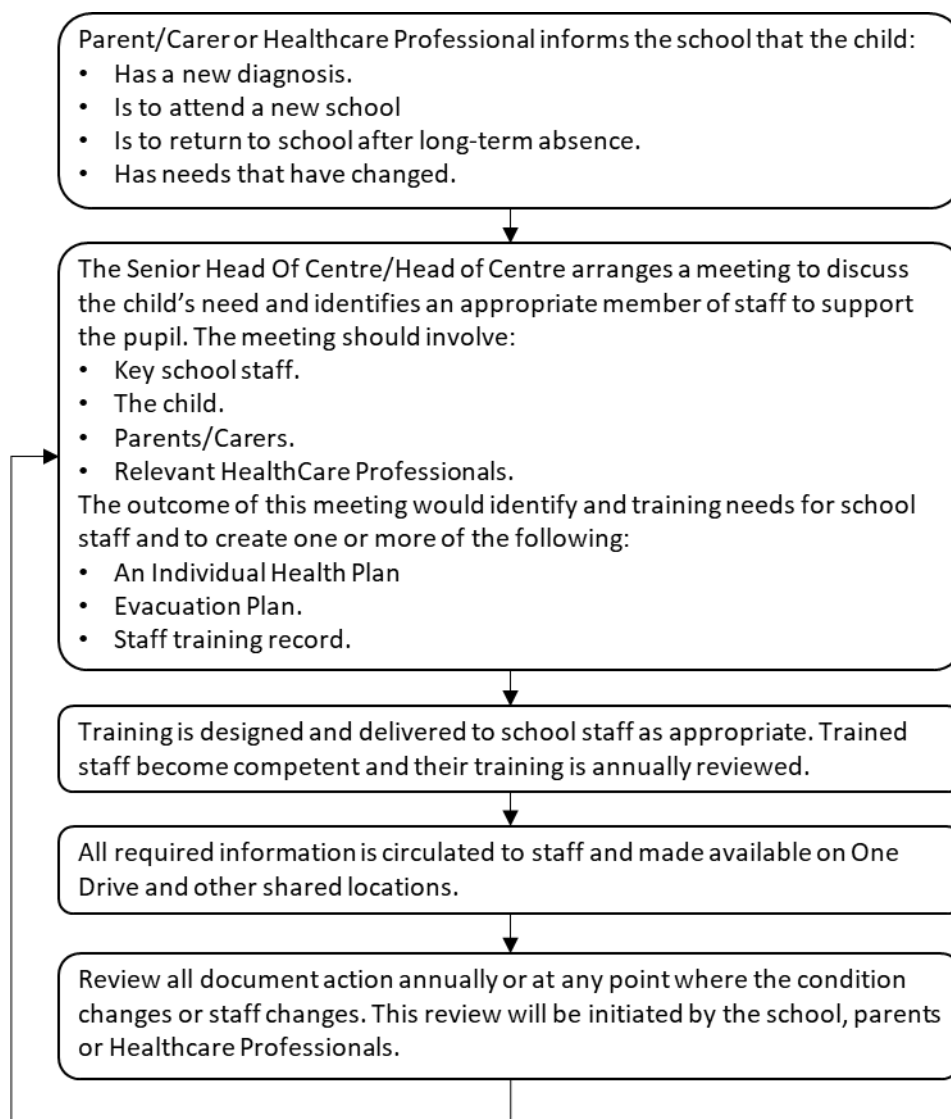 Parent/Carer or Healthcare Professional informs the school that the child:
• Has a new diagnosis.
• Is to attend a new school
• Is to return to school after long-term absence.
• Has needs that have changed.
The Senior Head Of Centre/Head of Centre arranges a meeting to discuss
the child's need and identifies an appropriate member of staff to support
the pupil. The meeting should involve:
• Key school staff.
• The child.
• Parents/Carers.
• Relevant HealthCare Professionals.
The outcome of this meeting would identify and training needs for school
staff and to create one or more of the following:
• An Individual Health Plan
• Evacuation Plan.
• Staff training record.
Training is designed and delivered to school staff as appropriate. Trained
staff become competent and their training is annually reviewed.
All required information is circulated to staff and made available on One
Drive and other shared locations.
Review all document action annually or at any point where the condition
changes or staff changes. This review will be initiated by the school, parents
or Healthcare Professionals.